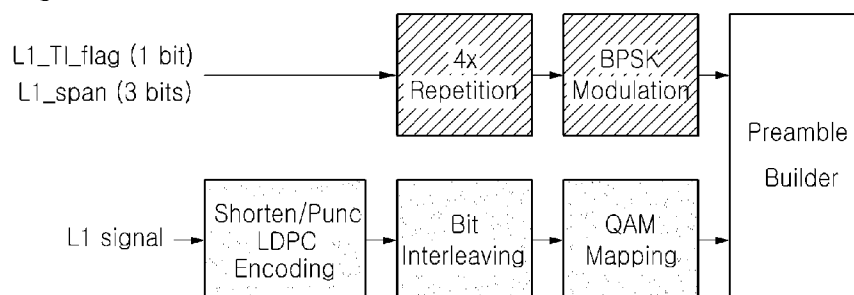 L1_TI_flag (1 bit)
L1_span (3 bits)
4x
Repetition
BPSK
Modulation
Preamble
Builder
L1 signal
Shorten/Punc
LDPC
Encoding
Bit
Interleaving
QAM
Mapping